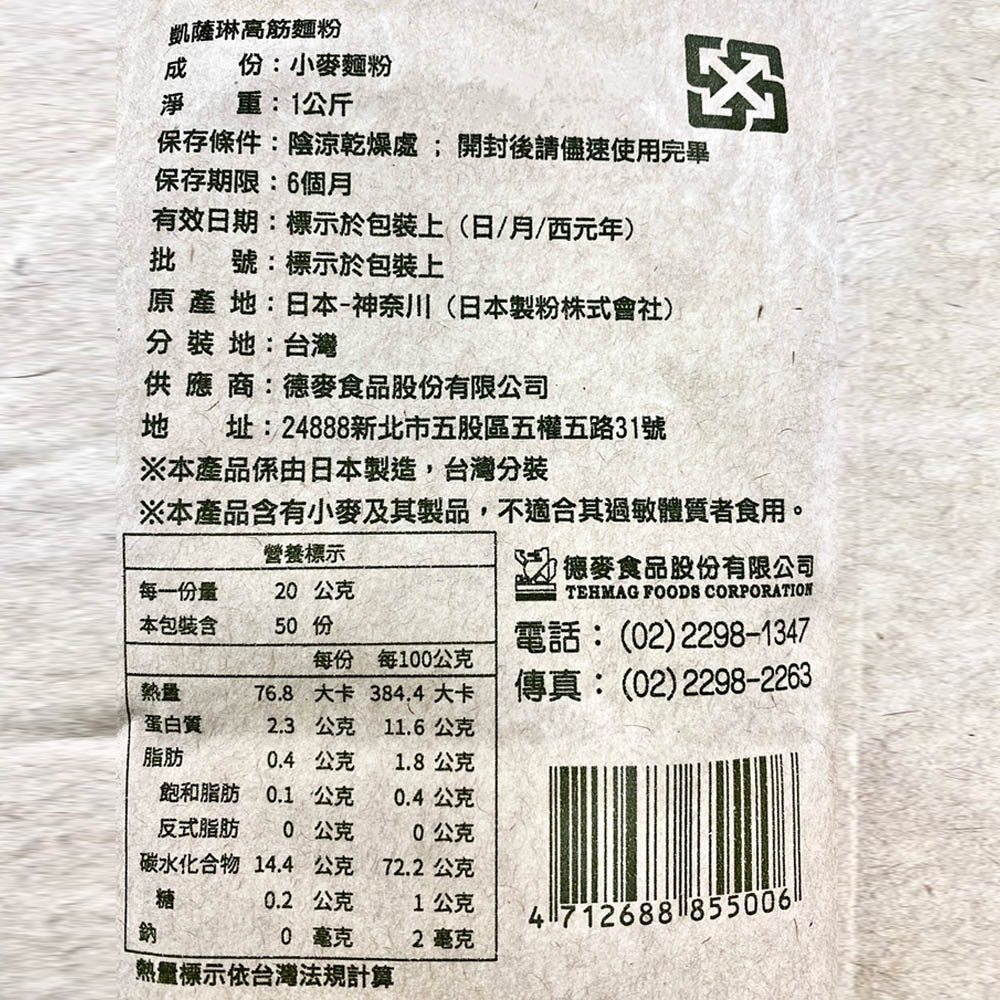 凱薩琳高筋麵粉
成 份：小麥麵粉
淨 重：1公斤
保存條件：陰涼乾燥處 ; 開封後請儘速使用完畢
保存期限：6個月
有效日期：標示於包裝上（日/月/西元年）
批 號：標示於包裝上
原 產 地：日本-神奈川（日本製粉株式會社）
分 裝 地：台灣
供 應 商：德麥食品股份有限公司
地 址：24888新北市五股區五權五路31號
※本產品係由日本製造，台灣分裝
※本產品含有小麥及其製品，不適合其過敏體質者食用。
營養標示
每一份量 20 公克
本包裝含 50 份
每份 每100公克
熱量 76.8 大卡 384.4 大卡
蛋白質 2.3 公克 11.6 公克
脂肪 0.4 公克 1.8 公克
飽和脂肪 0.1 公克 0.4 公克
反式脂肪 0 公克 0 公克
碳水化合物 14.4 公克 72.2 公克
糖 0.2 公克 1 公克
鈉 0 毫克 2 毫克
熱量標示依台灣法規計算
德麥食品股份有限公司
TEHMAG FOODS CORPORATION
電話：(02)2298-1347
傳真：(02)2298-2263
4 712688 855006